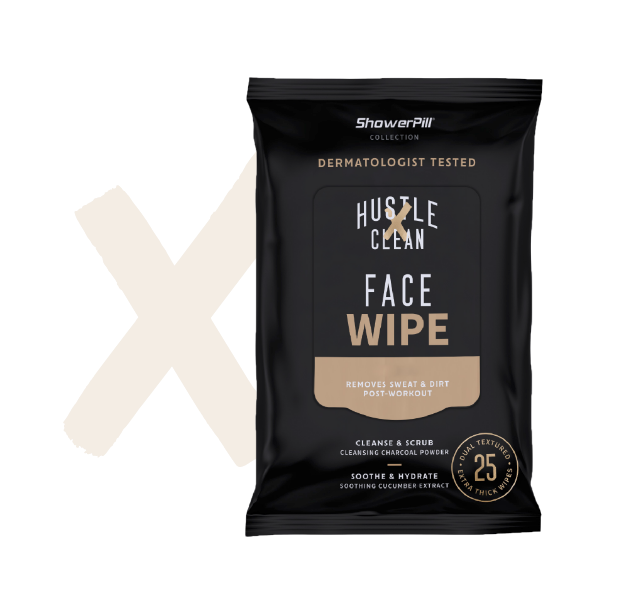 ShowerPill®
COLLECTION
DERMATOLOGIST TESTED
HUSTLE
CLEAN
FACE
WIPE
REMOVES SWEAT & DIRT
POST-WORKOUT
CLEANSE & SCRUB
CLEANSING CHARCOAL POWDER
SOOTHE & HYDRATE
SOOTHING CUCUMBER EXTRACT
DUAL TEXTURED
25
EXTRA THICK WIPES